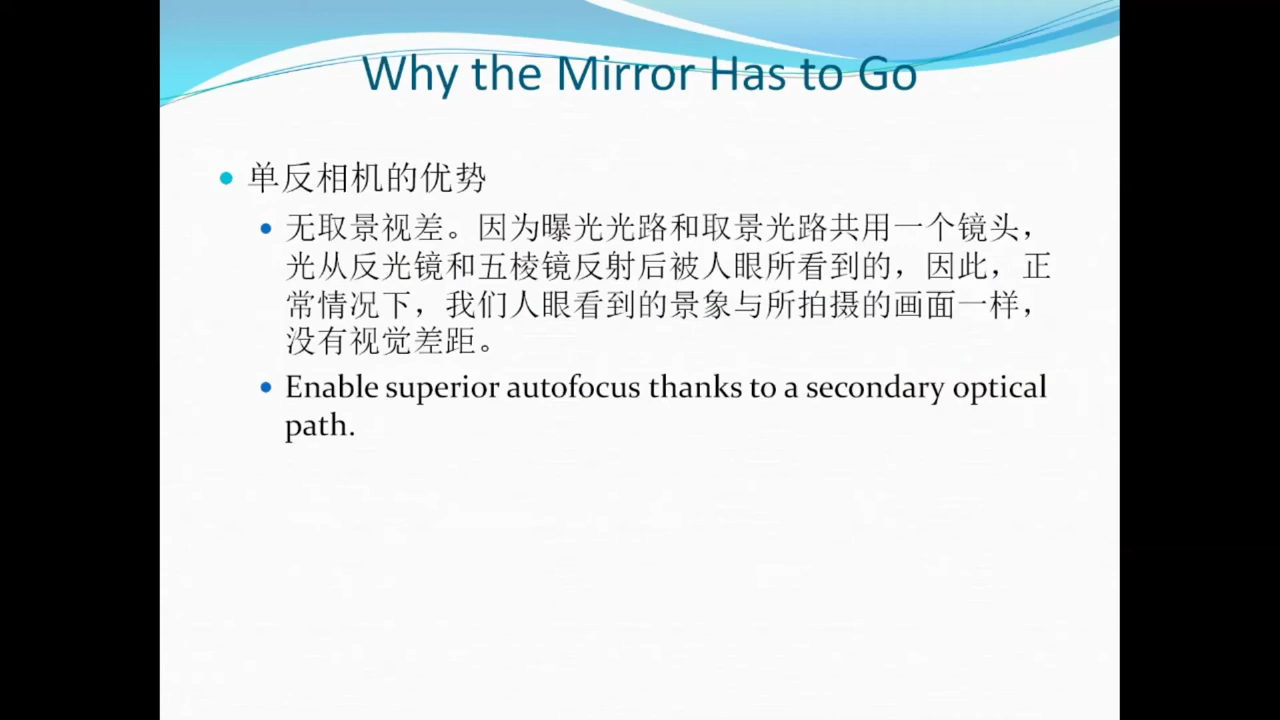 Why the Mirror Has to Go
单反相机的优势
无取景视差。因为曝光光路和取景光路共用一个镜头，
光从反光镜和五棱镜反射后被人眼所看到的，因此，正
常情况下，我们人眼看到的景象与所拍摄的画面一样，
没有视觉差距。
Enable superior autofocus thanks to a secondary optical
path.